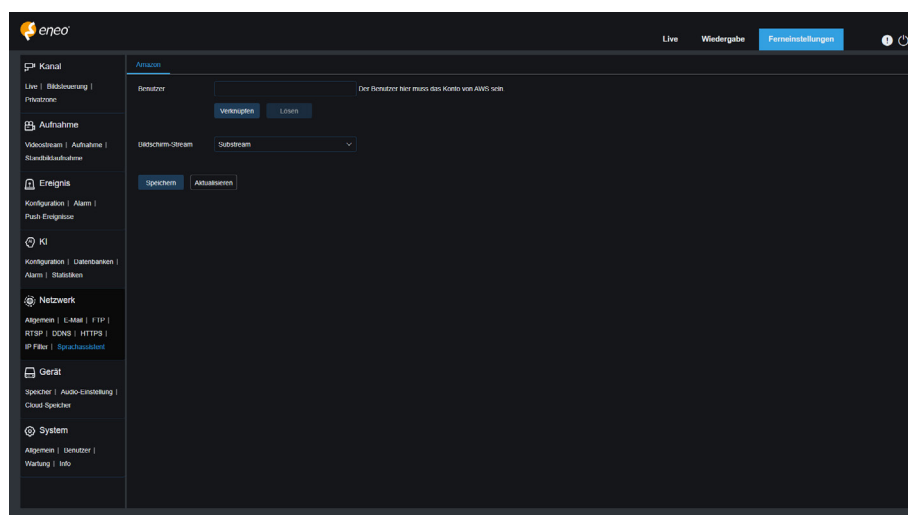 eneo
Live Wiedergabe Ferneinstellungen
Kanal
Live | Bildsteuerung |
Privatzone
Aufnahme
Videostream | Aufnahme |
Standbildaufnahme
Ereignis
Konfiguration | Alarm |
Push-Ereignisse
KI
Konfiguration | Datenbanken |
Alarm | Statistiken
Netzwerk
Allgemein | E-Mail | FTP |
RTSP | DDNS | HTTPS |
IP Filter | Sprachassistent
Gerät
Speicher | Audio-Einstellung |
Cloud-Speicher
System
Allgemein | Benutzer |
Wartung | Info
Amazon
Benutzer Der Benutzer hier muss das Konto von AWS sein.
Verknüpfen Lösen
Bildschirm-Stream Substream
Speichern Aktualisieren